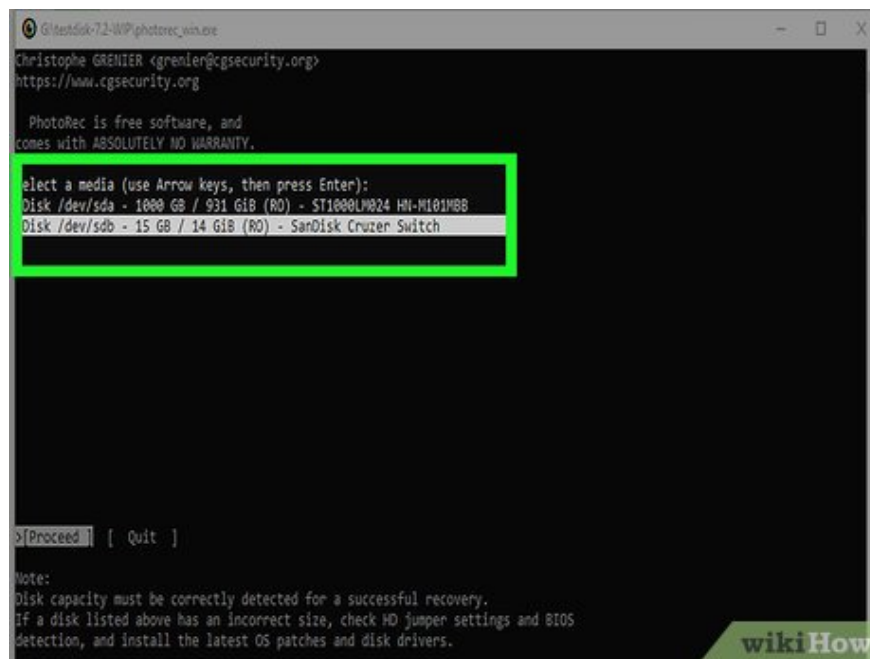 G:\testdisk-7.2-WIP\photorec_win.exe
Christophe GRENIER <grenier@cgsecurity.org>
https://www.cgsecurity.org
PhotoRec is free software, and
comes with ABSOLUTELY NO WARRANTY.
elect a media (use Arrow keys, then press Enter):
Disk /dev/sda - 1000 GB / 931 GiB (RO) - ST1000LM024 HN-M101MBB
Disk /dev/sdb - 15 GB / 14 GiB (RO) - SanDisk Cruzer Switch
>[Proceed ] [ Quit ]
Note:
Disk capacity must be correctly detected for a successful recovery.
If a disk listed above has an incorrect size, check HD jumper settings and BIOS
detection, and install the latest OS patches and disk drivers.
wikiHow